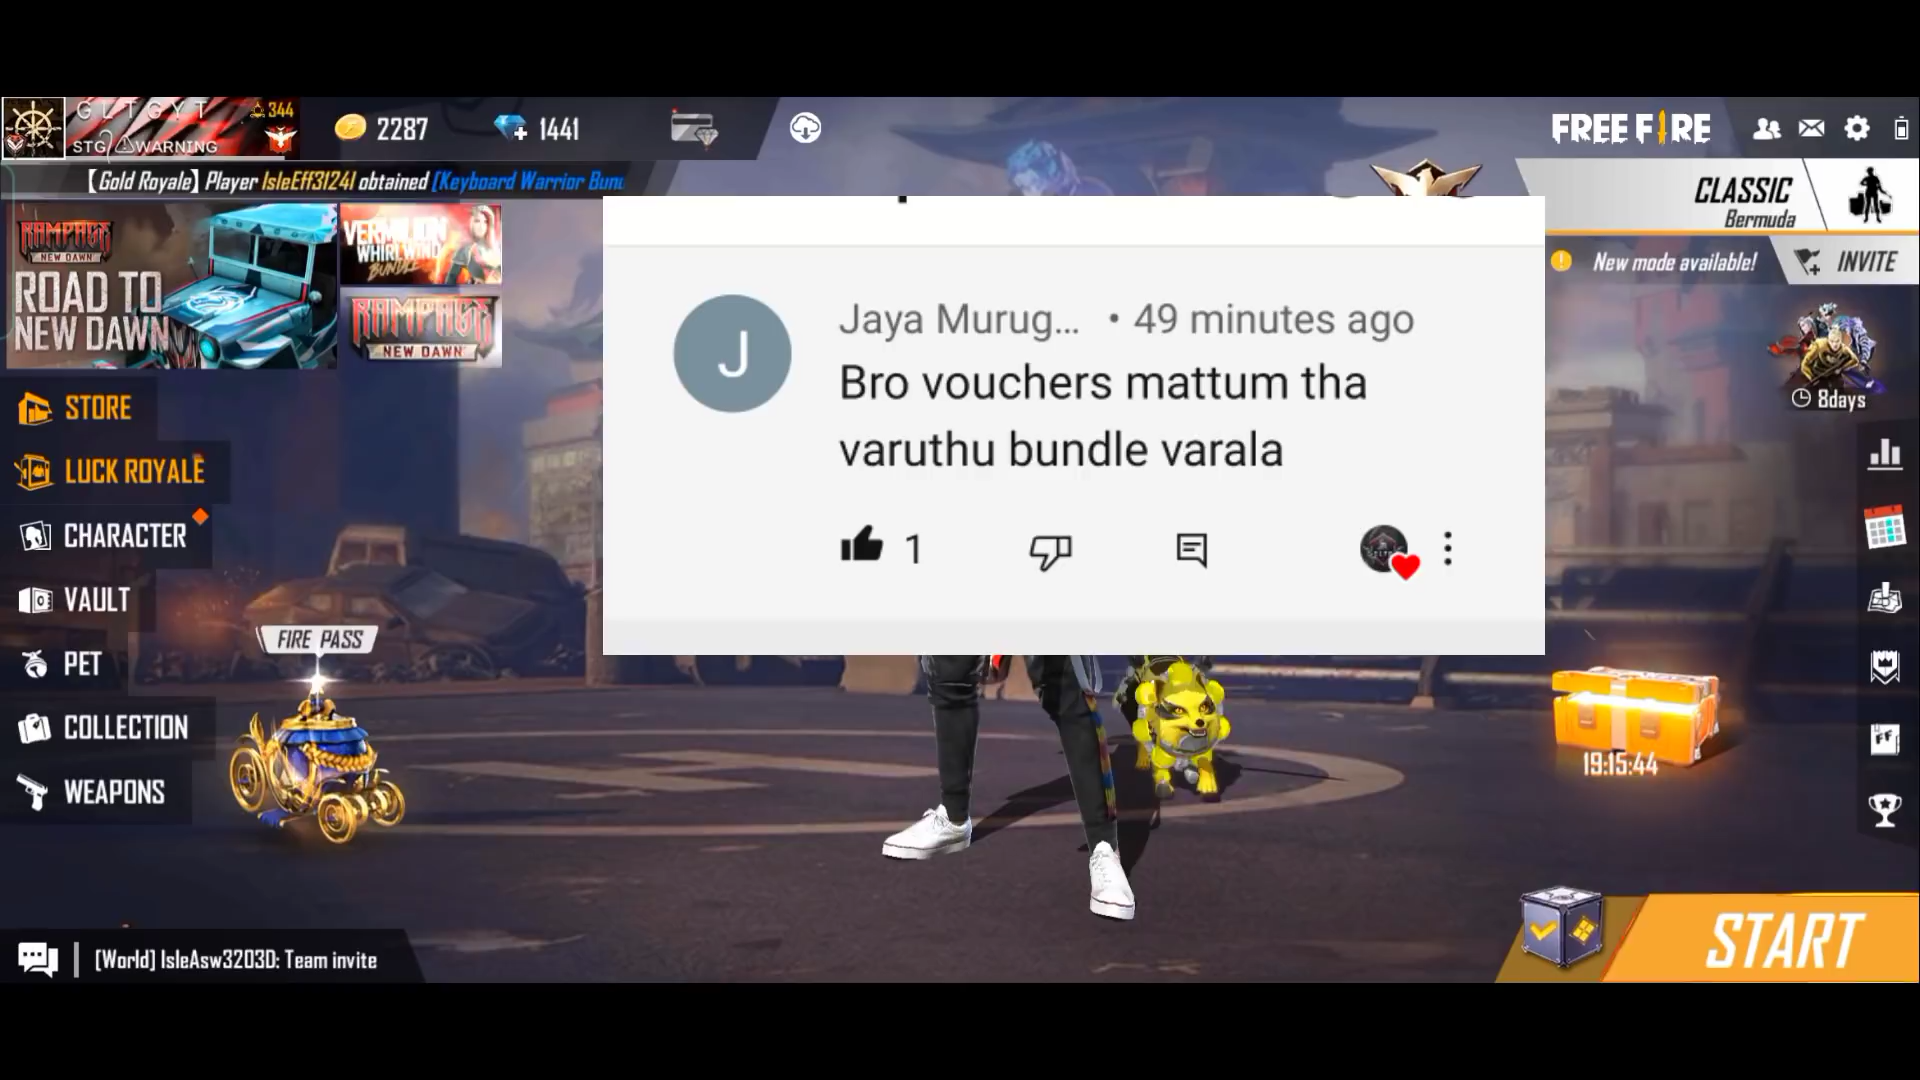 GLTGYT
344
STG⚠WARNING
2287
1441
FREE FIRE
【Gold Royale】Player IsleEff3124I obtained [Keyboard Warrior Bun
CLASSIC
Bermuda
New mode available!
INVITE
RAMPAGE
NEW DAWN
ROAD TO
NEW DAWN
VERMILION
WHIRLWIND
BUNDLE
RAMPAGE
NEW DAWN
8days
Jaya Murug... • 49 minutes ago
Bro vouchers mattum tha
varuthu bundle varala
1
STORE
LUCK ROYALE
CHARACTER
VAULT
PET
COLLECTION
WEAPONS
FIRE PASS
19:15:44
FF
[World] IsleAsw3203D: Team invite
START